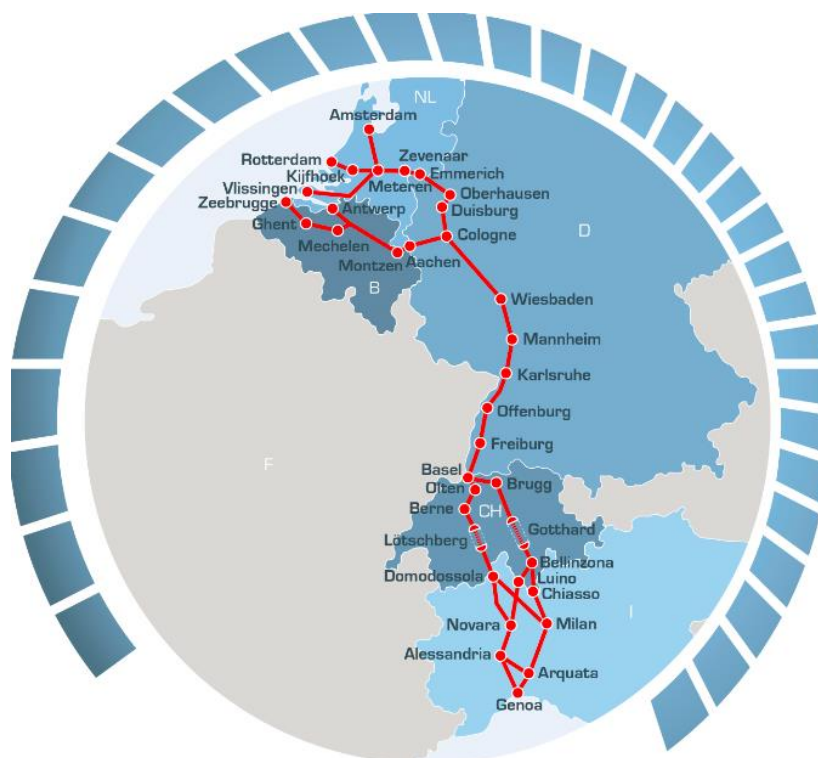 NL
Amsterdam
Rotterdam
Zevenaar
Kijfhoek
Emmerich
Meteren
Vlissingen
Oberhausen
Zeebrugge
Antwerp
Duisburg
Ghent
Cologne
D
Mechelen
Aachen
Montzen
B
Wiesbaden
Mannheim
Karlsruhe
Offenburg
Freiburg
F
Basel
Brugg
Olten
Berne
CH
Gotthard
Lötschberg
Bellinzona
Domodossola
Luino
Chiasso
I
Novara
Milan
Alessandria
Arquata
Genoa